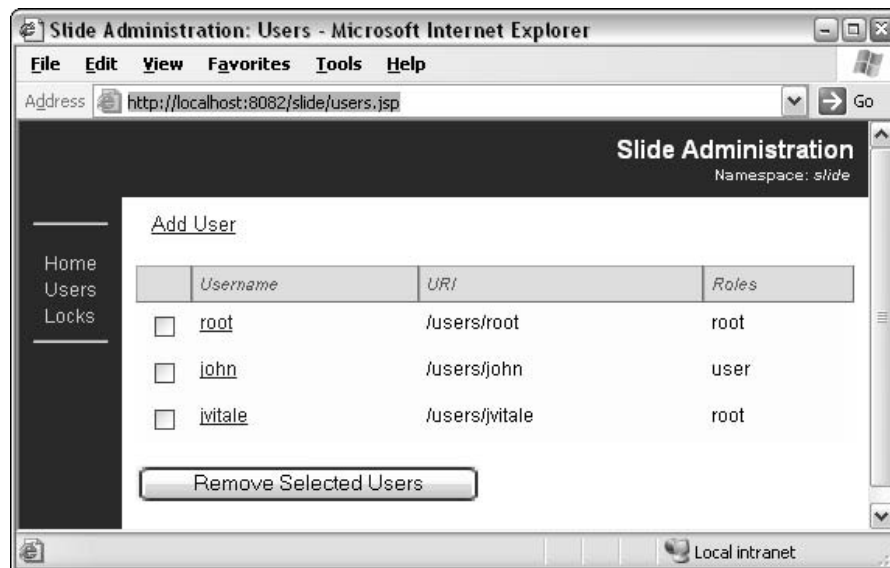 Slide Administration: Users - Microsoft Internet Explorer
File Edit View Favorites Tools Help
Address http://localhost:8082/slide/users.jsp Go
Slide Administration
Namespace: slide
Add User
Home
Users
Locks
Username URI Roles
root /users/root root
john /users/john user
jvitale /users/jvitale root
Remove Selected Users
Local intranet